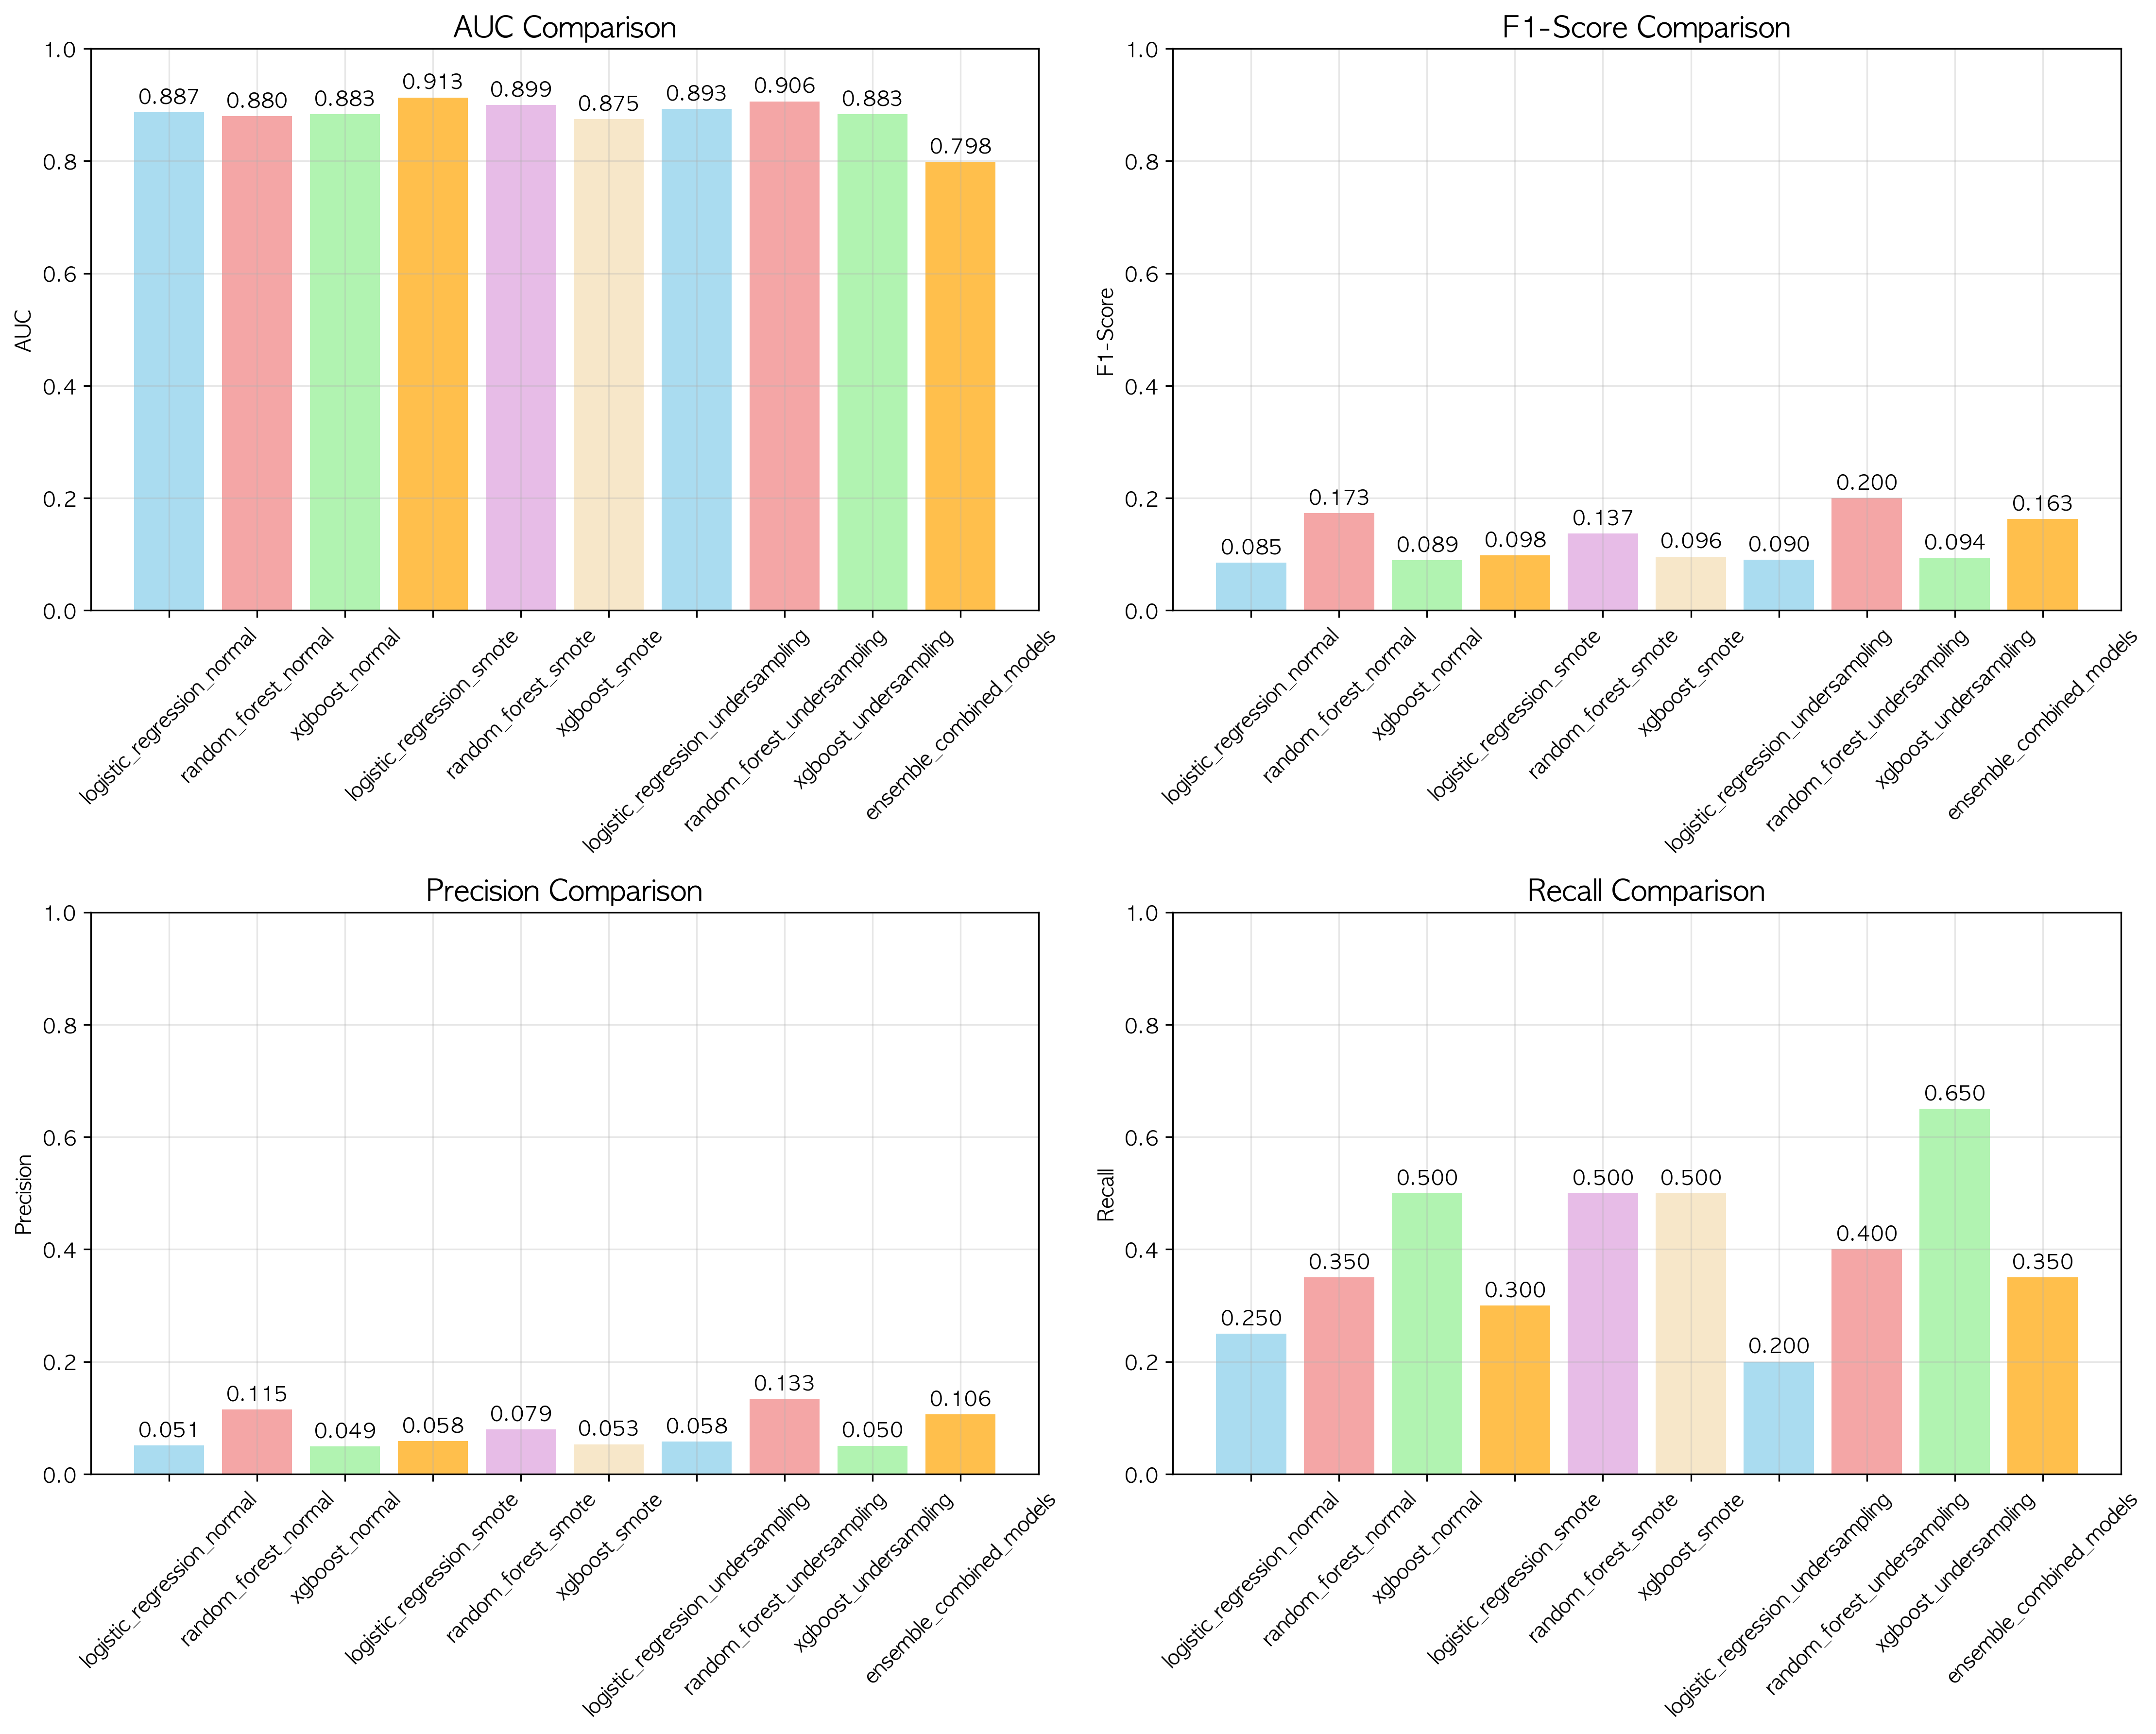 AUC Comparison
1.0
0.8
0.6
0.4
0.2
0.0
AUC
0.887
0.880
0.883
0.913
0.899
0.875
0.893
0.906
0.883
0.798
logistic_regression_normal
random_forest_normal
xgboost_normal
logistic_regression_smote
random_forest_smote
xgboost_smote
logistic_regression_undersampling
random_forest_undersampling
xgboost_undersampling
ensemble_combined_models
F1-Score Comparison
1.0
0.8
0.6
0.4
0.2
0.0
F1-Score
0.085
0.173
0.089
0.098
0.137
0.096
0.090
0.200
0.094
0.163
logistic_regression_normal
random_forest_normal
xgboost_normal
logistic_regression_smote
random_forest_smote
xgboost_smote
logistic_regression_undersampling
random_forest_undersampling
xgboost_undersampling
ensemble_combined_models
Precision Comparison
1.0
0.8
0.6
0.4
0.2
0.0
Precision
0.051
0.115
0.049
0.058
0.079
0.053
0.058
0.133
0.050
0.106
logistic_regression_normal
random_forest_normal
xgboost_normal
logistic_regression_smote
random_forest_smote
xgboost_smote
logistic_regression_undersampling
random_forest_undersampling
xgboost_undersampling
ensemble_combined_models
Recall Comparison
1.0
0.8
0.6
0.4
0.2
0.0
Recall
0.250
0.350
0.500
0.300
0.500
0.500
0.200
0.400
0.650
0.350
logistic_regression_normal
random_forest_normal
xgboost_normal
logistic_regression_smote
random_forest_smote
xgboost_smote
logistic_regression_undersampling
random_forest_undersampling
xgboost_undersampling
ensemble_combined_models